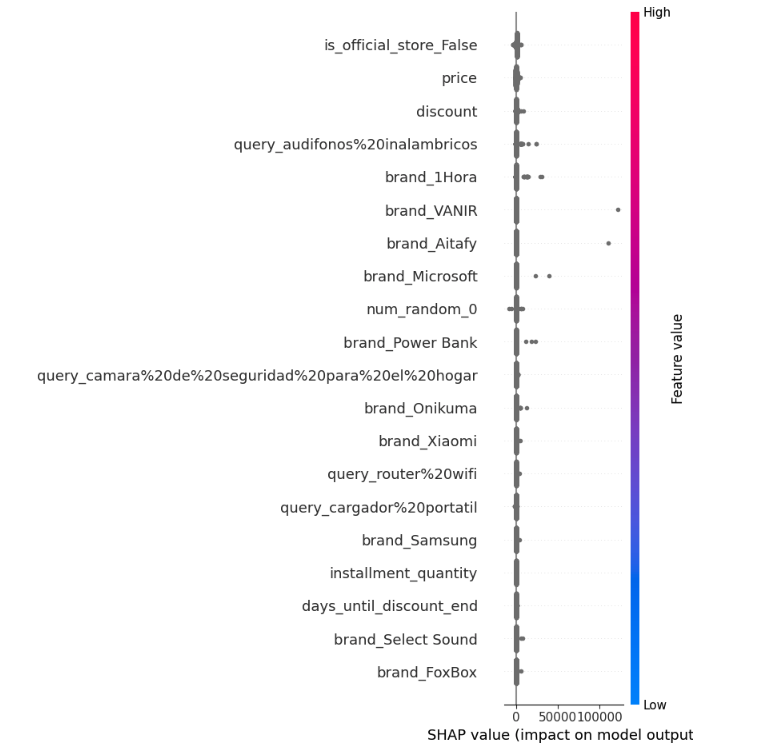 High
is_official_store_False
price
discount
query_audifonos%20inalambricos
brand_1Hora
brand_VANIR
brand_Aitafy
brand_Microsoft
num_random_0
brand_Power Bank
query_camara%20de%20seguridad%20para%20el%20hogar
brand_Onikuma
brand_Xiaomi
query_router%20wifi
query_cargador%20portatil
brand_Samsung
installment_quantity
days_until_discount_end
brand_Select Sound
brand_FoxBox
Feature value
Low
0 50000 100000
SHAP value (impact on model output